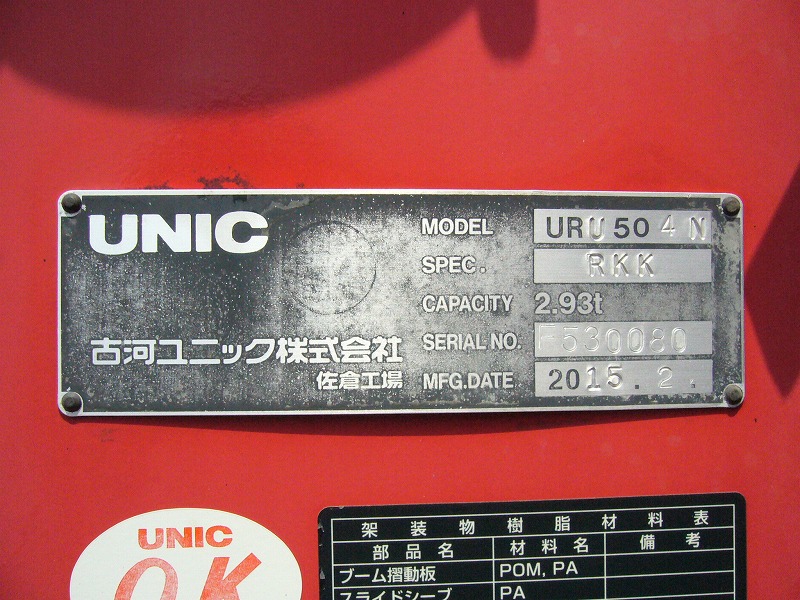 UNIC
MODEL URU504N
SPEC. RKK
CAPACITY 2.93t
古河ユニック株式会社
SERIAL NO. F530080
佐倉工場
MFG.DATE 2015.2.
UNIC
OK
架装物樹脂材料表
部品名 材料名 備考
ブーム摺動板 POM, PA
スライドシーブ PA